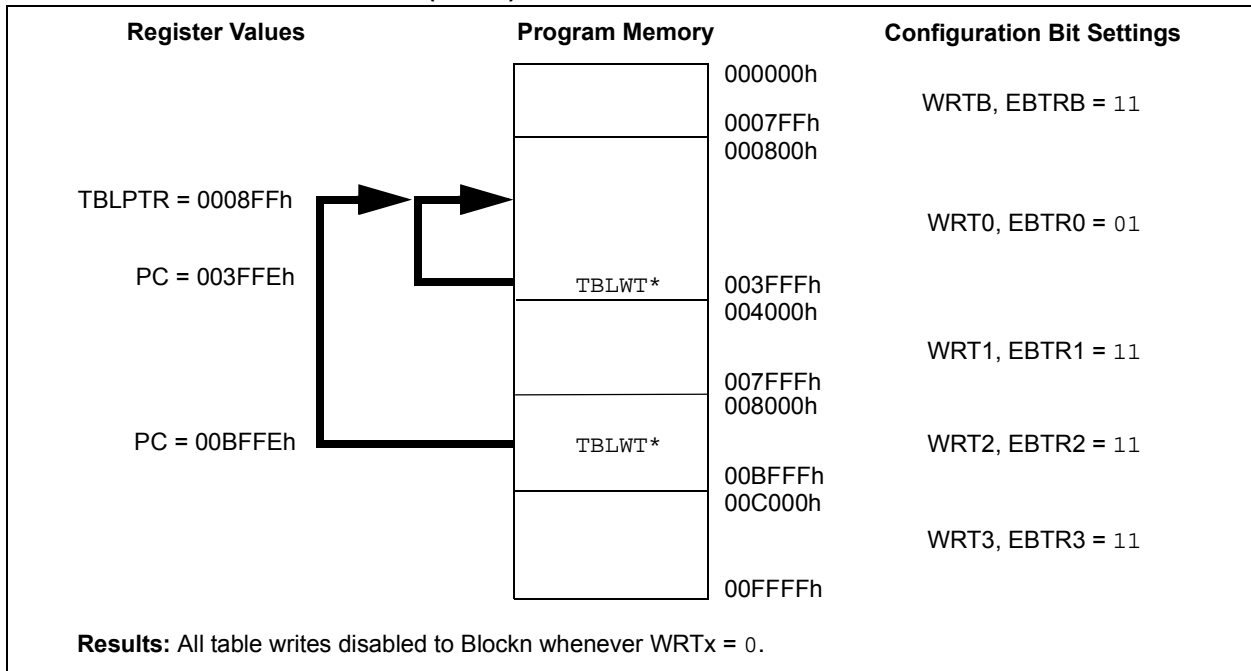 Register Values
Program Memory
Configuration Bit Settings
000000h
WRTB, EBTRB = 11
0007FFh
000800h
TBLPTR = 0008FFh
WRT0, EBTR0 = 01
PC = 003FFEh
TBLWT*
003FFFh
004000h
WRT1, EBTR1 = 11
007FFFh
008000h
PC = 00BFFEh
TBLWT*
WRT2, EBTR2 = 11
00BFFFh
00C000h
WRT3, EBTR3 = 11
00FFFFh
Results: All table writes disabled to Blockn whenever WRTx = 0.